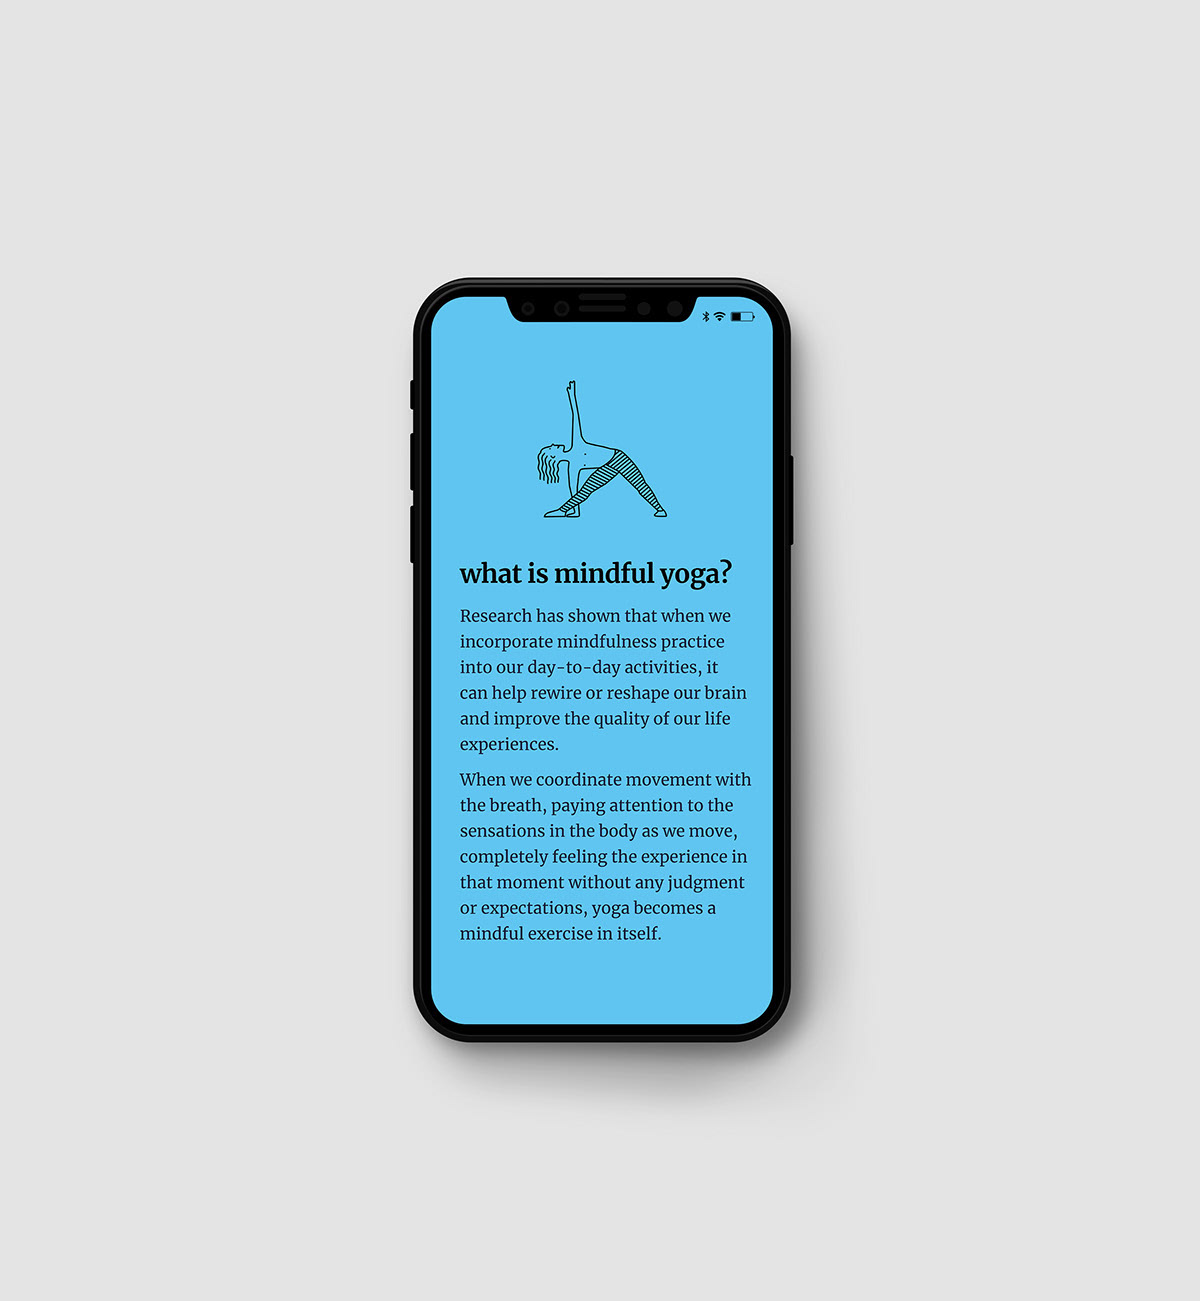 what is mindful yoga?
Research has shown that when we
incorporate mindfulness practice
into our day-to-day activities, it
can help rewire or reshape our brain
and improve the quality of our life
experiences.
When we coordinate movement with
the breath, paying attention to the
sensations in the body as we move,
completely feeling the experience in
that moment without any judgment
or expectations, yoga becomes a
mindful exercise in itself.